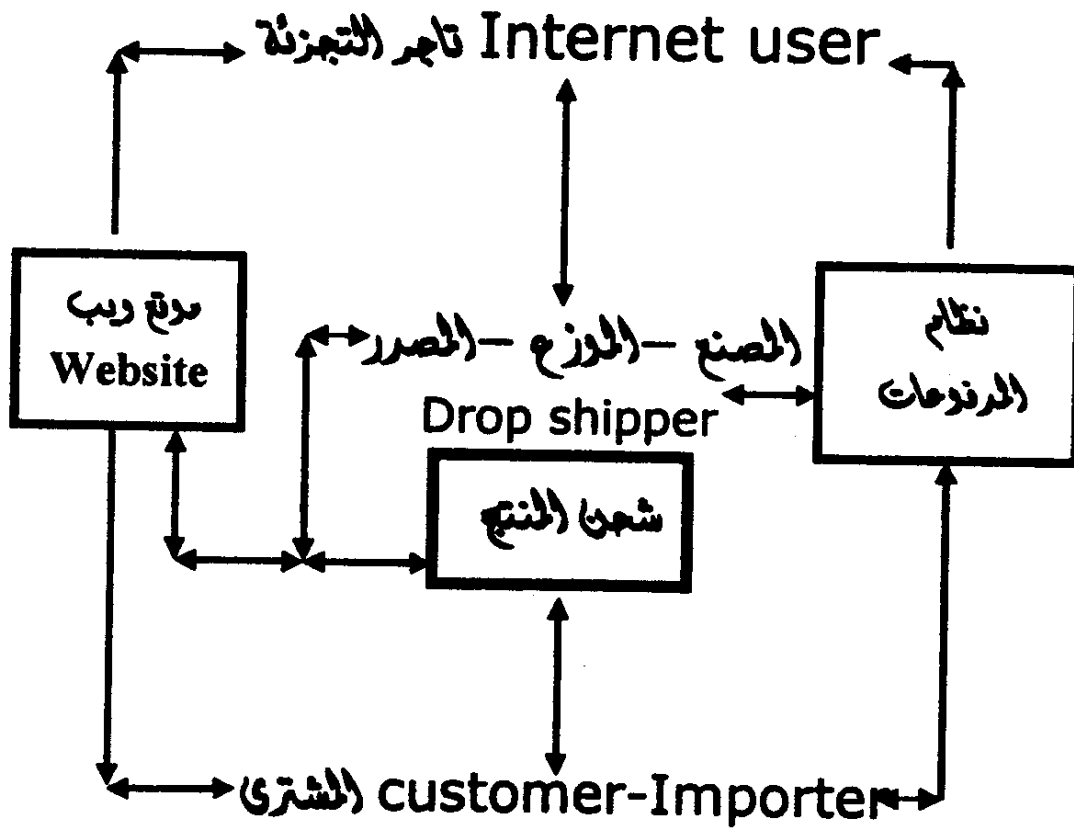 تاجر التجزئة Internet user
موقع ويب
Website
المصنع – الموزع – المصدر
Drop shipper
نظام
المدفوعات
شحن المنتج
المشترى customer-Importer